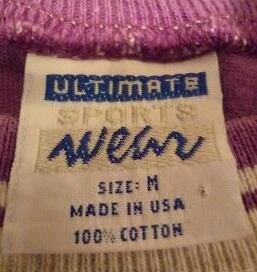 ULTIMATE
SPORTS
wear
SIZE: M
MADE IN USA
100% COTTON